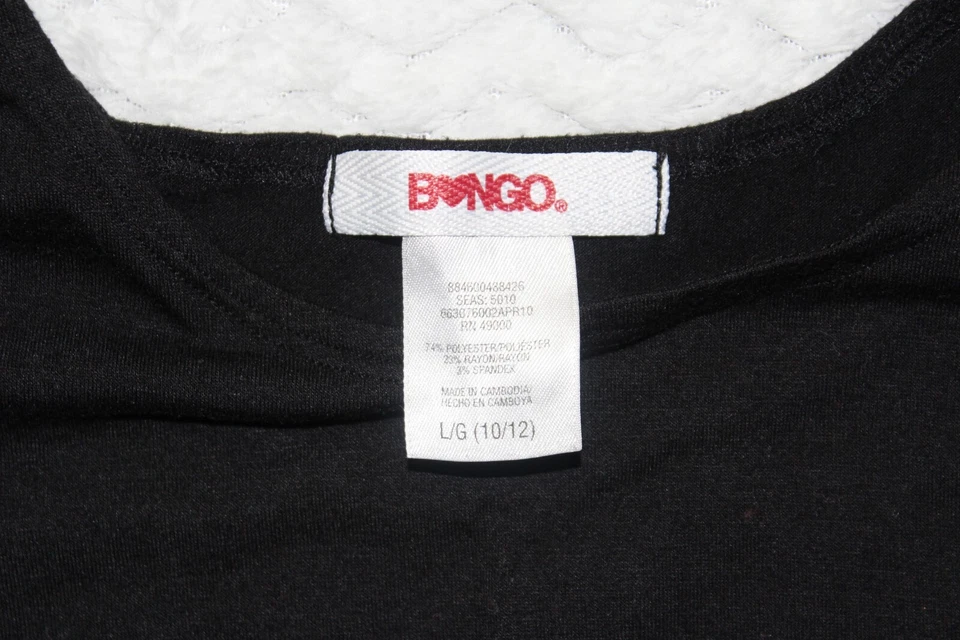 BONGO®
884600488426
SEAS: 5010
663076002APR10
RN 49000
74% POLYESTER/POLIESTER
23% RAYON/RAYON
3% SPANDEX
MADE IN CAMBODIA/
HECHO EN CAMBOYA
L/G (10/12)